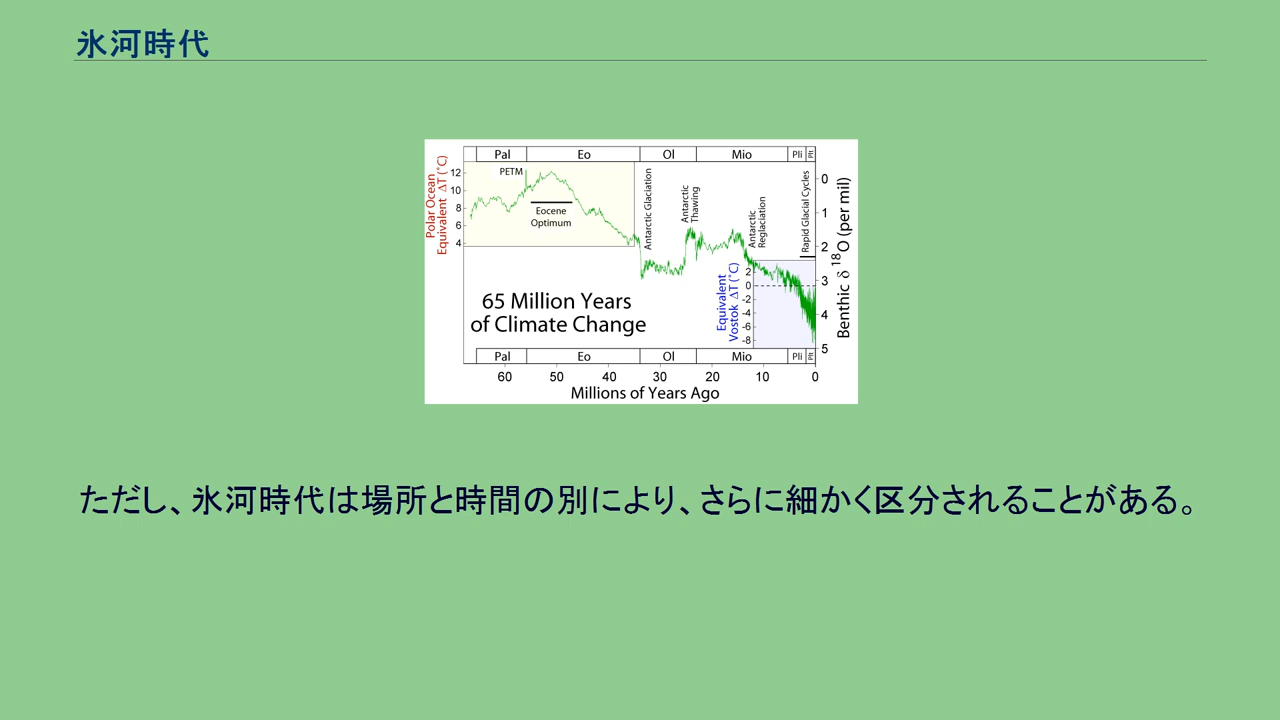 氷河時代
Pal Eo Ol Mio Pli Plt
Polar Ocean
Equivalent ΔT (°C)
12
10
8
6
4
PETM
Eocene
Optimum
Antarctic Glaciation
Antarctic
Thawing
Antarctic
Reglaciation
Rapid Glacial Cycles
0
1
2
3
4
5
Benthic δ 18O (per mil)
Equivalent
Vostok ΔT (°C)
2
0
-2
-4
-6
-8
65 Million Years
of Climate Change
Pal Eo Ol Mio Pli Plt
60 50 40 30 20 10 0
Millions of Years Ago
ただし、氷河時代は場所と時間の別により、さらに細かく区分されることがある。